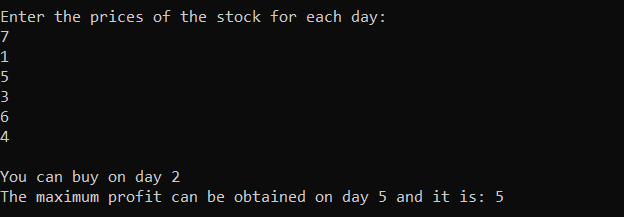 Enter the prices of the stock for each day:
7
1
5
3
6
4
You can buy on day 2
The maximum profit can be obtained on day 5 and it is: 5